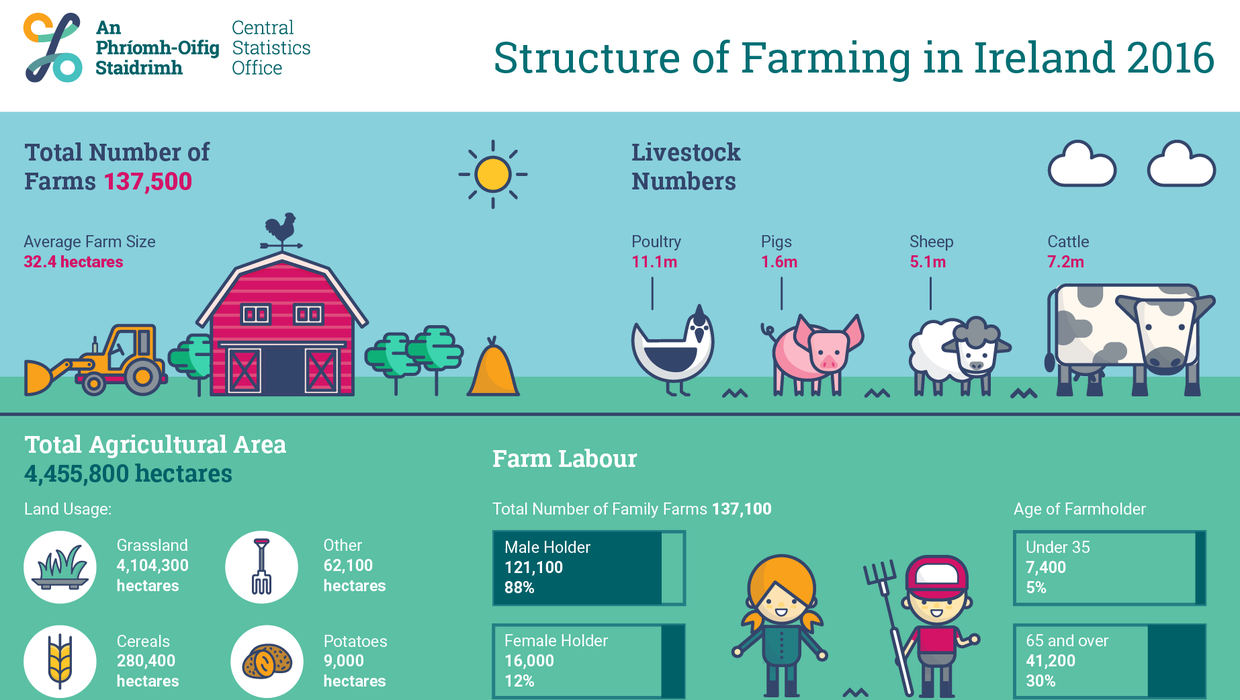 An
Phríomh-Oifig
Staidrimh
Central
Statistics
Office
Structure of Farming in Ireland 2016
Total Number of
Farms 137,500
Average Farm Size
32.4 hectares
Livestock
Numbers
Poultry
11.1m
Pigs
1.6m
Sheep
5.1m
Cattle
7.2m
Total Agricultural Area
4,455,800 hectares
Land Usage:
Grassland
4,104,300
hectares
Other
62,100
hectares
Cereals
280,400
hectares
Potatoes
9,000
hectares
Farm Labour
Total Number of Family Farms 137,100
Male Holder
121,100
88%
Female Holder
16,000
12%
Age of Farmholder
Under 35
7,400
5%
65 and over
41,200
30%